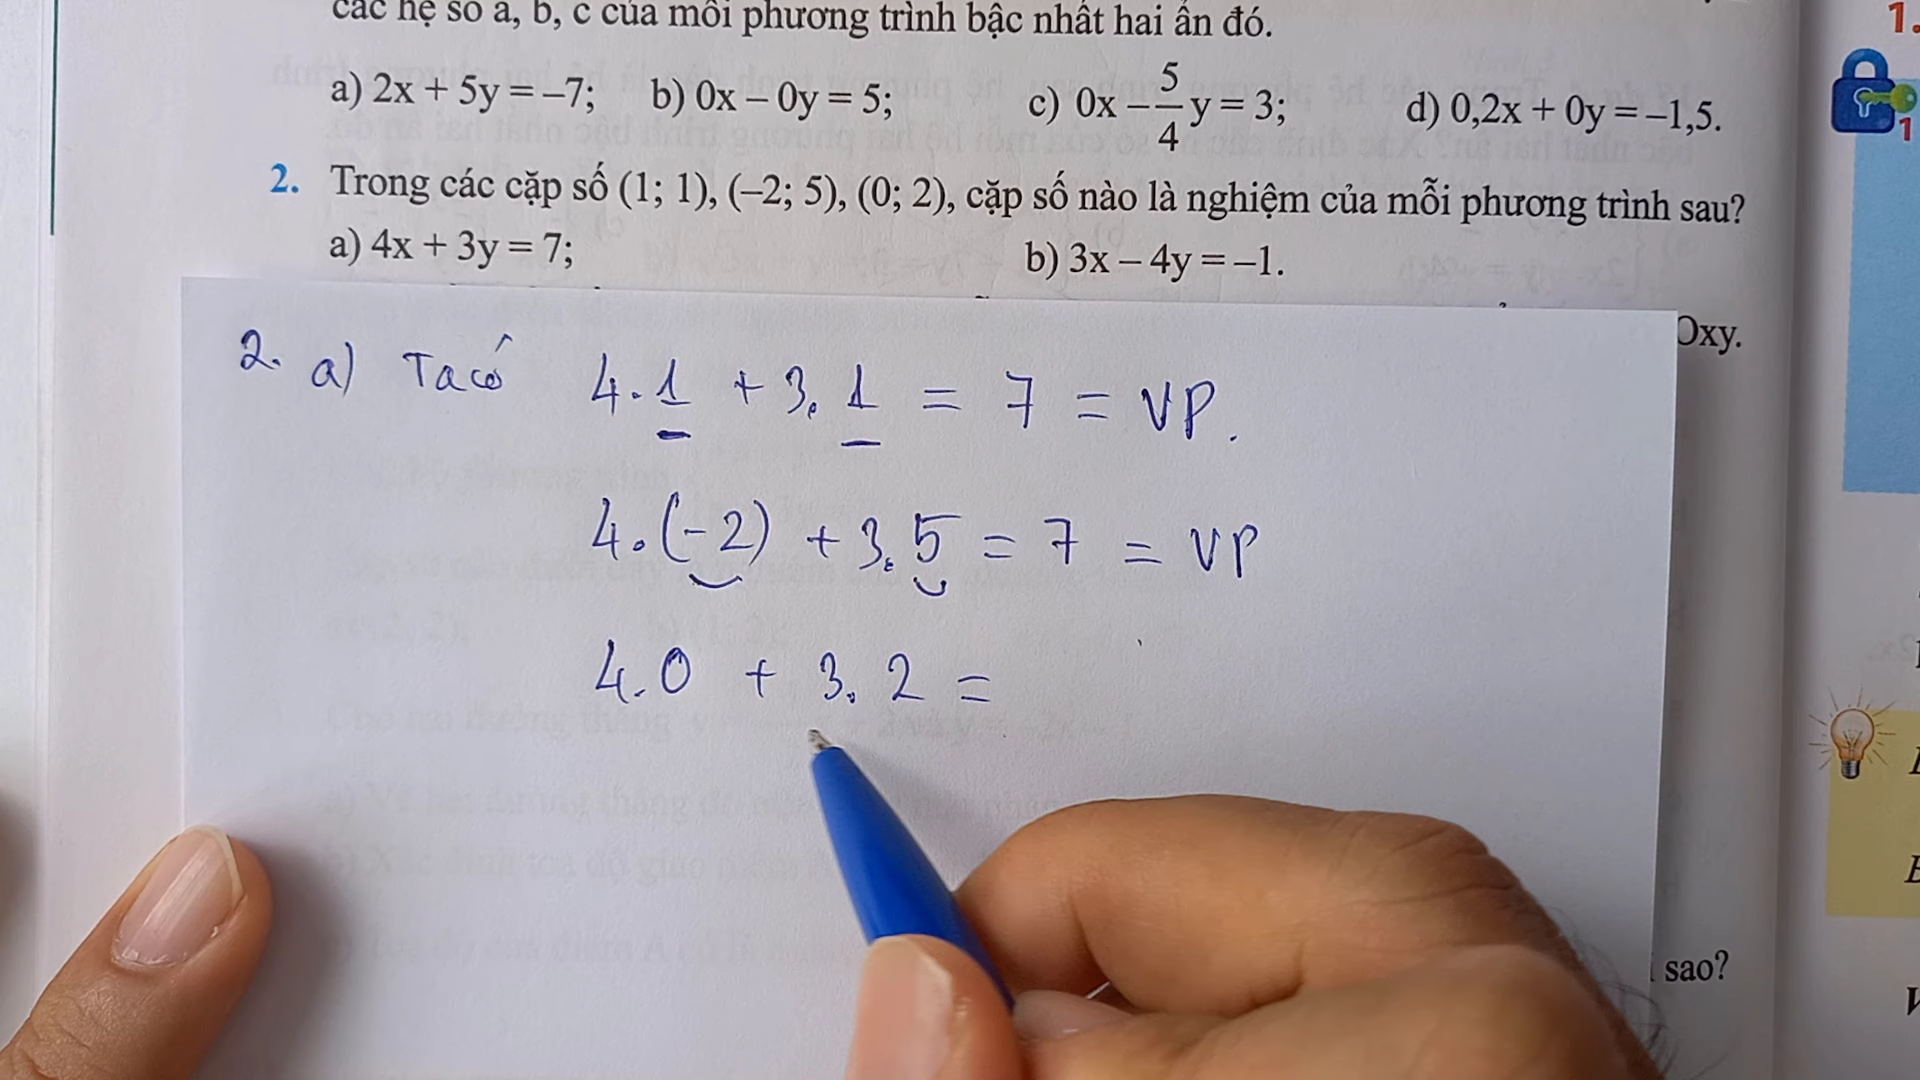 các hệ số a, b, c của mỗi phương trình bậc nhất hai ẩn đó.
a) 2x + 5y = –7; b) 0x – 0y = 5; c) 0x – 5/4 y = 3; d) 0,2x + 0y = –1,5.
2. Trong các cặp số (1; 1), (–2; 5), (0; 2), cặp số nào là nghiệm của mỗi phương trình sau?
a) 4x + 3y = 7; b) 3x – 4y = –1.
Oxy.
2. a) Ta có 4.1 + 3.1 = 7 = VP.
4.(-2) + 3.5 = 7 = VP
4.0 + 3.2 =
sao?
1.
1